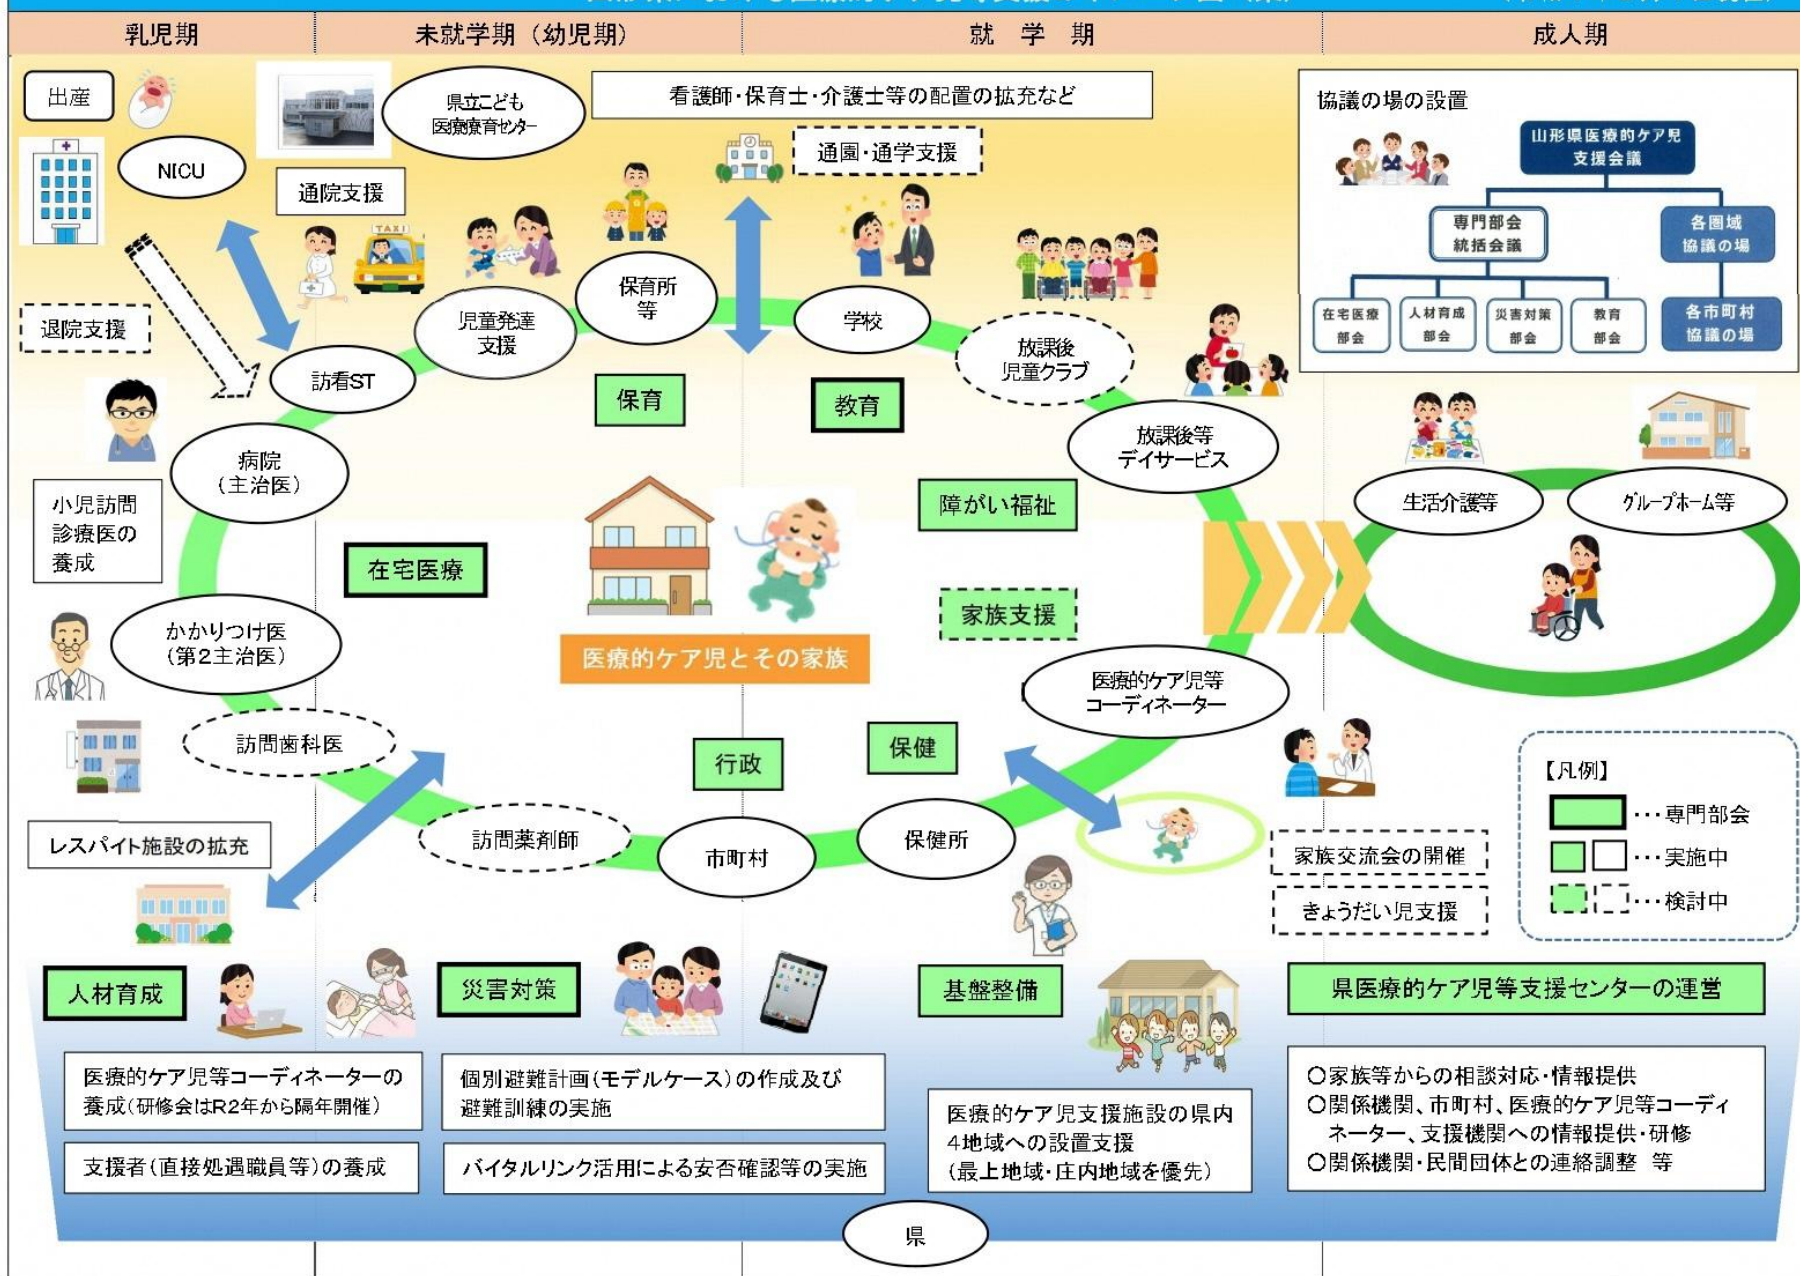 乳児期
未就学期（幼児期）
就 学 期
成人期
出産
NICU
県立こども
医療療育センター
通院支援
看護師・保育士・介護士等の配置の拡充など
通園・通学支援
TAXI
退院支援
訪看ST
児童発達
支援
保育所
等
学校
放課後
児童クラブ
放課後等
デイサービス
協議の場の設置
山形県医療的ケア児
支援会議
専門部会
統括会議
各圏域
協議の場
在宅医療
部会
人材育成
部会
災害対策
部会
教育
部会
各市町村
協議の場
保育
教育
病院
（主治医）
小児訪問
診療医の
養成
在宅医療
障がい福祉
家族支援
医療的ケア児とその家族
生活介護等
グループホーム等
かかりつけ医
（第2主治医）
医療的ケア児等
コーディネーター
訪問歯科医
行政
保健
レスパイト施設の拡充
訪問薬剤師
市町村
保健所
家族交流会の開催
きょうだい児支援
【凡例】
…専門部会
…実施中
…検討中
人材育成
災害対策
基盤整備
県医療的ケア児等支援センターの運営
医療的ケア児等コーディネーターの
養成（研修会はR2年から隔年開催）
支援者（直接処遇職員等）の養成
個別避難計画（モデルケース）の作成及び
避難訓練の実施
バイタルリンク活用による安否確認等の実施
医療的ケア児支援施設の県内
4地域への設置支援
（最上地域・庄内地域を優先）
○家族等からの相談対応・情報提供
○関係機関、市町村、医療的ケア児等コーディ
ネーター、支援機関への情報提供・研修
○関係機関・民間団体との連絡調整 等
県